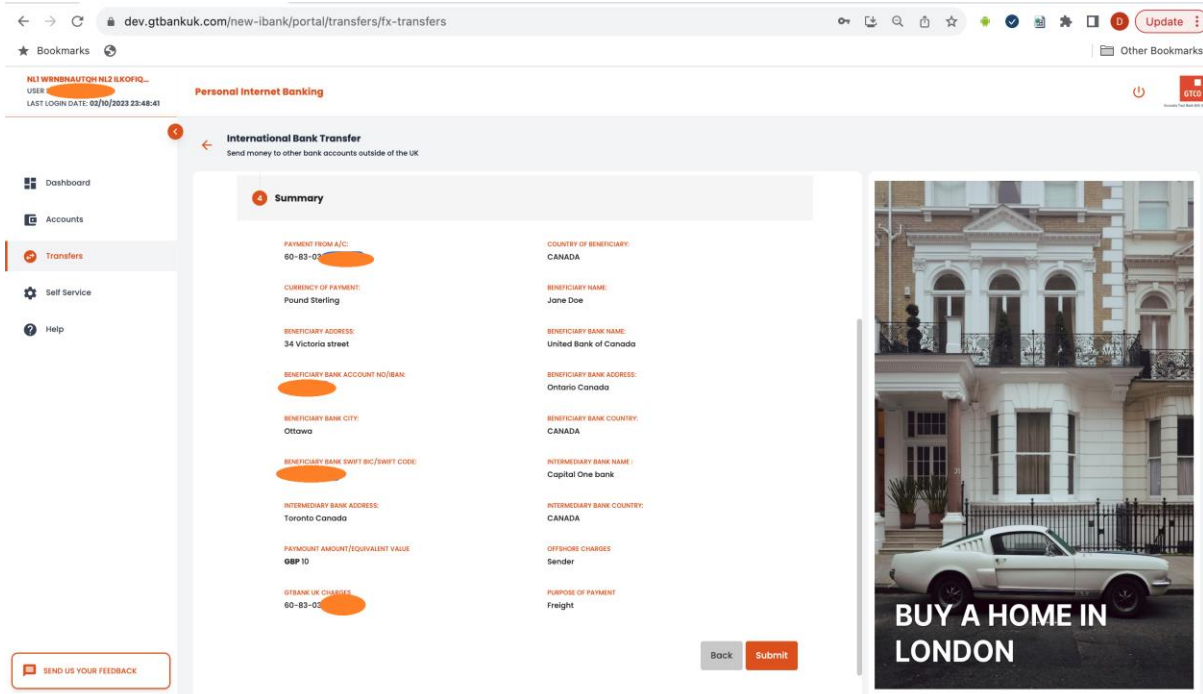 dev.gtbankuk.com/new-ibank/portal/transfers/fx-transfers
D
Update
Bookmarks
Other Bookmarks
NL1 WRNBNAUTQH NL2 ILKOFIQ...
USER
LAST LOGIN DATE: 02/10/2023 23:48:41
Personal Internet Banking
GTCO
International Bank Transfer
Send money to other bank accounts outside of the UK
Dashboard
Accounts
Transfers
Self Service
Help
4 Summary
PAYMENT FROM A/C:
60-83-03
COUNTRY OF BENEFICIARY:
CANADA
CURRENCY OF PAYMENT:
Pound Sterling
BENEFICIARY NAME:
Jane Doe
BENEFICIARY ADDRESS:
34 Victoria street
BENEFICIARY BANK NAME:
United Bank of Canada
BENEFICIARY BANK ACCOUNT NO/IBAN:
BENEFICIARY BANK ADDRESS:
Ontario Canada
BENEFICIARY BANK CITY:
Ottawa
BENEFICIARY BANK COUNTRY:
CANADA
BENEFICIARY BANK SWIFT BIC/SWIFT CODE:
INTERMEDIARY BANK NAME :
Capital One bank
INTERMEDIARY BANK ADDRESS:
Toronto Canada
INTERMEDIARY BANK COUNTRY:
CANADA
PAYMOUNT AMOUNT/EQUIVALENT VALUE
GBP 10
OFFSHORE CHARGES
Sender
GTBANK UK CHARGES
60-83-03
PURPOSE OF PAYMENT
Freight
Back
Submit
SEND US YOUR FEEDBACK
BUY A HOME IN
LONDON